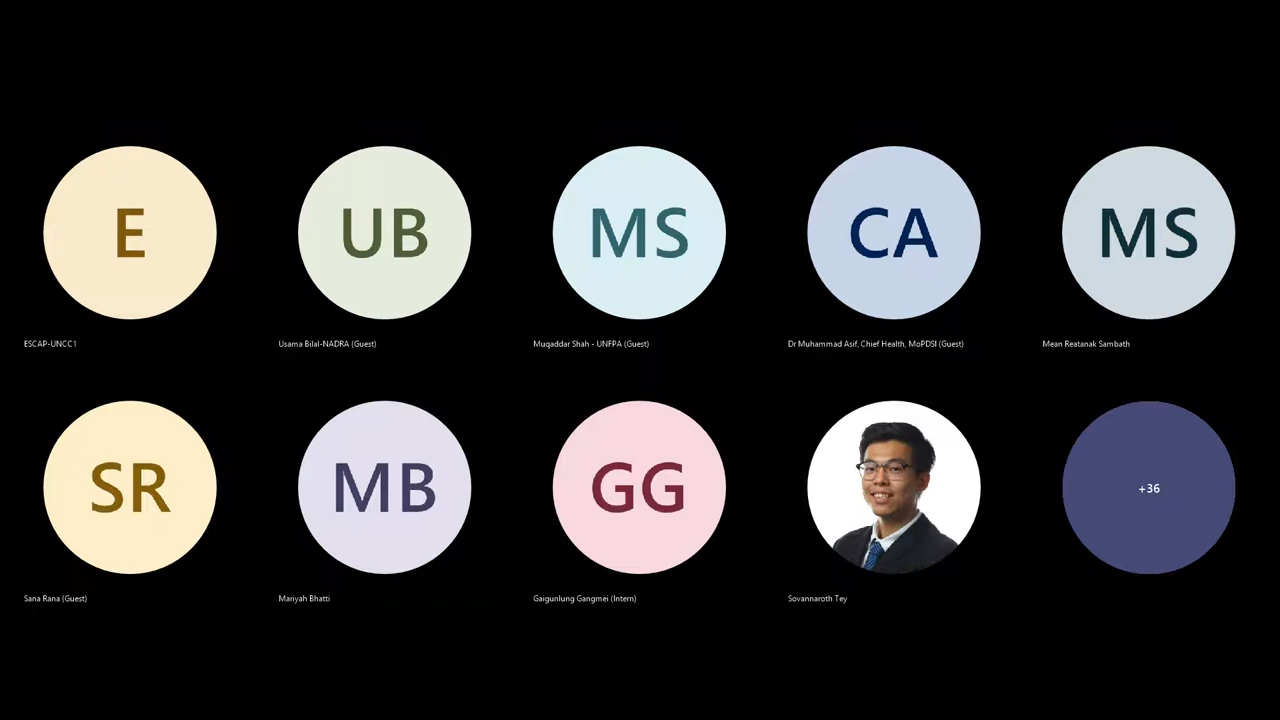 E
UB
MS
CA
MS
ESCAP-UNCC1
Usama Bilal-NADRA (Guest)
Muqaddar Shah - UNFPA (Guest)
Dr Muhammad Asif, Chief Health, MoPDSI (Guest)
Mean Reatanak Sambath
SR
MB
GG
+36
Sana Rana (Guest)
Mariyah Bhatti
Gaigunlung Gangmei (Intern)
Sovannaroth Tey